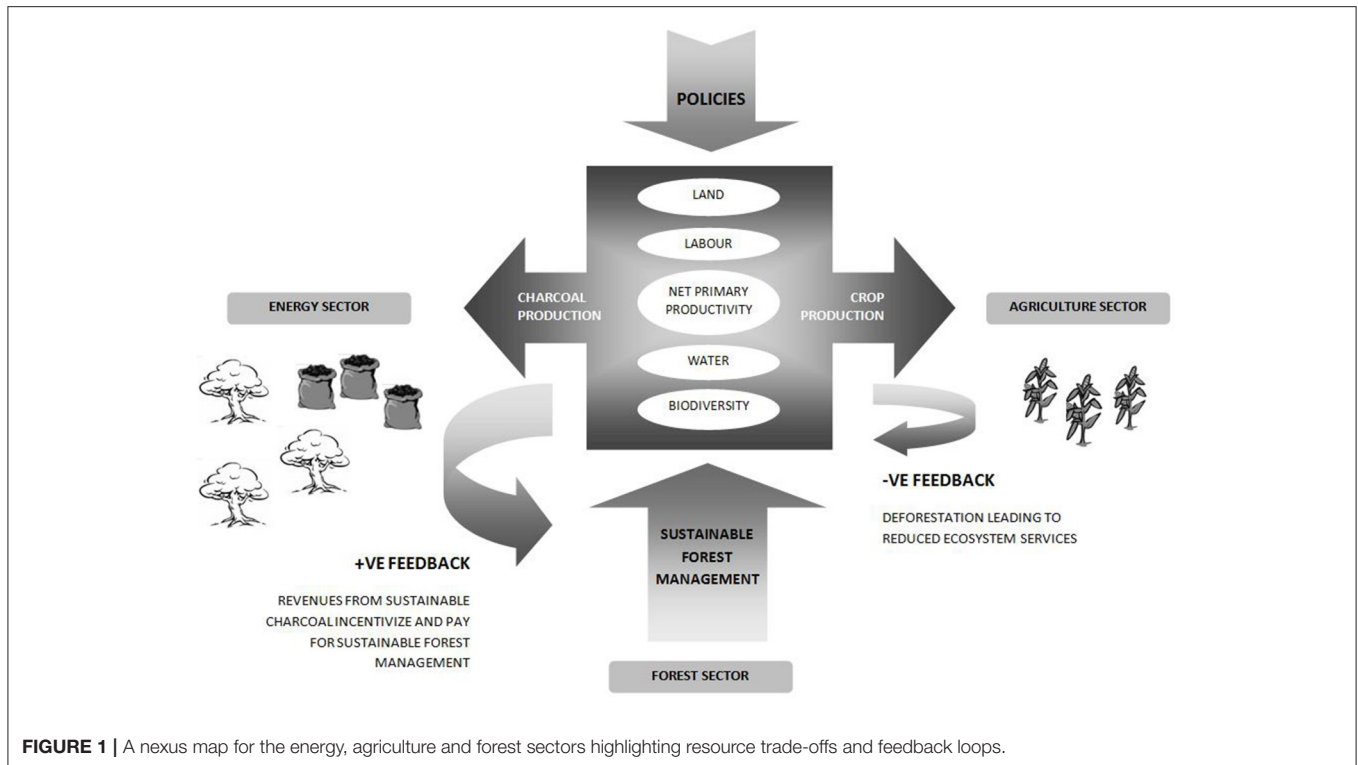 POLICIES
LAND
LABOUR
NET PRIMARY
PRODUCTIVITY
WATER
BIODIVERSITY
CHARCOAL
PRODUCTION
CROP
PRODUCTION
ENERGY SECTOR
AGRICULTURE SECTOR
+VE FEEDBACK
REVENUES FROM SUSTAINABLE
CHARCOAL INCENTIVIZE AND PAY
FOR SUSTAINABLE FOREST
MANAGEMENT
-VE FEEDBACK
DEFORESTATION LEADING TO
REDUCED ECOSYSTEM SERVICES
SUSTAINABLE
FOREST
MANAGEMENT
FOREST SECTOR
FIGURE 1 | A nexus map for the energy, agriculture and forest sectors highlighting resource trade-offs and feedback loops.